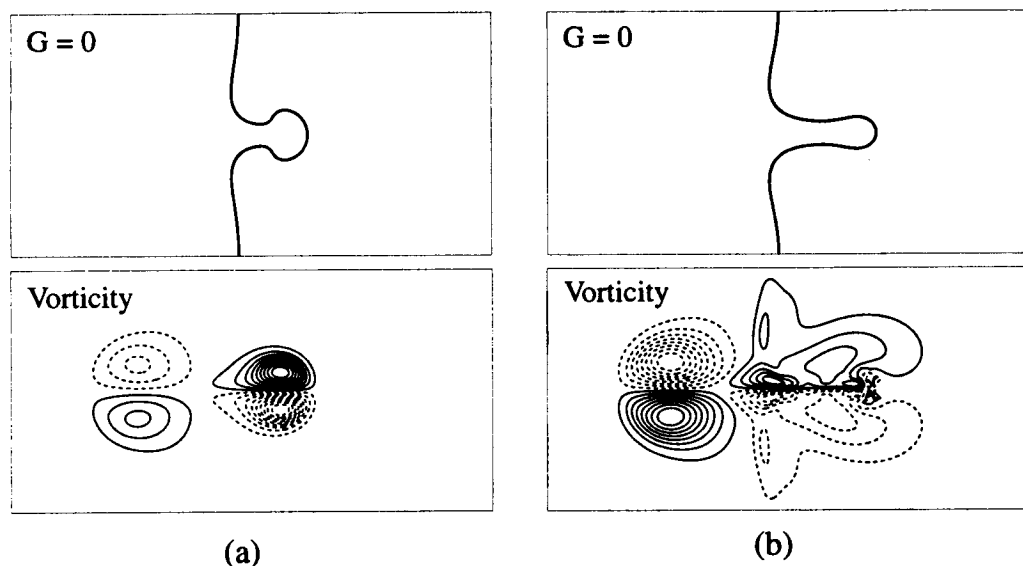 G = 0
G = 0
Vorticity
Vorticity
(a)
(b)